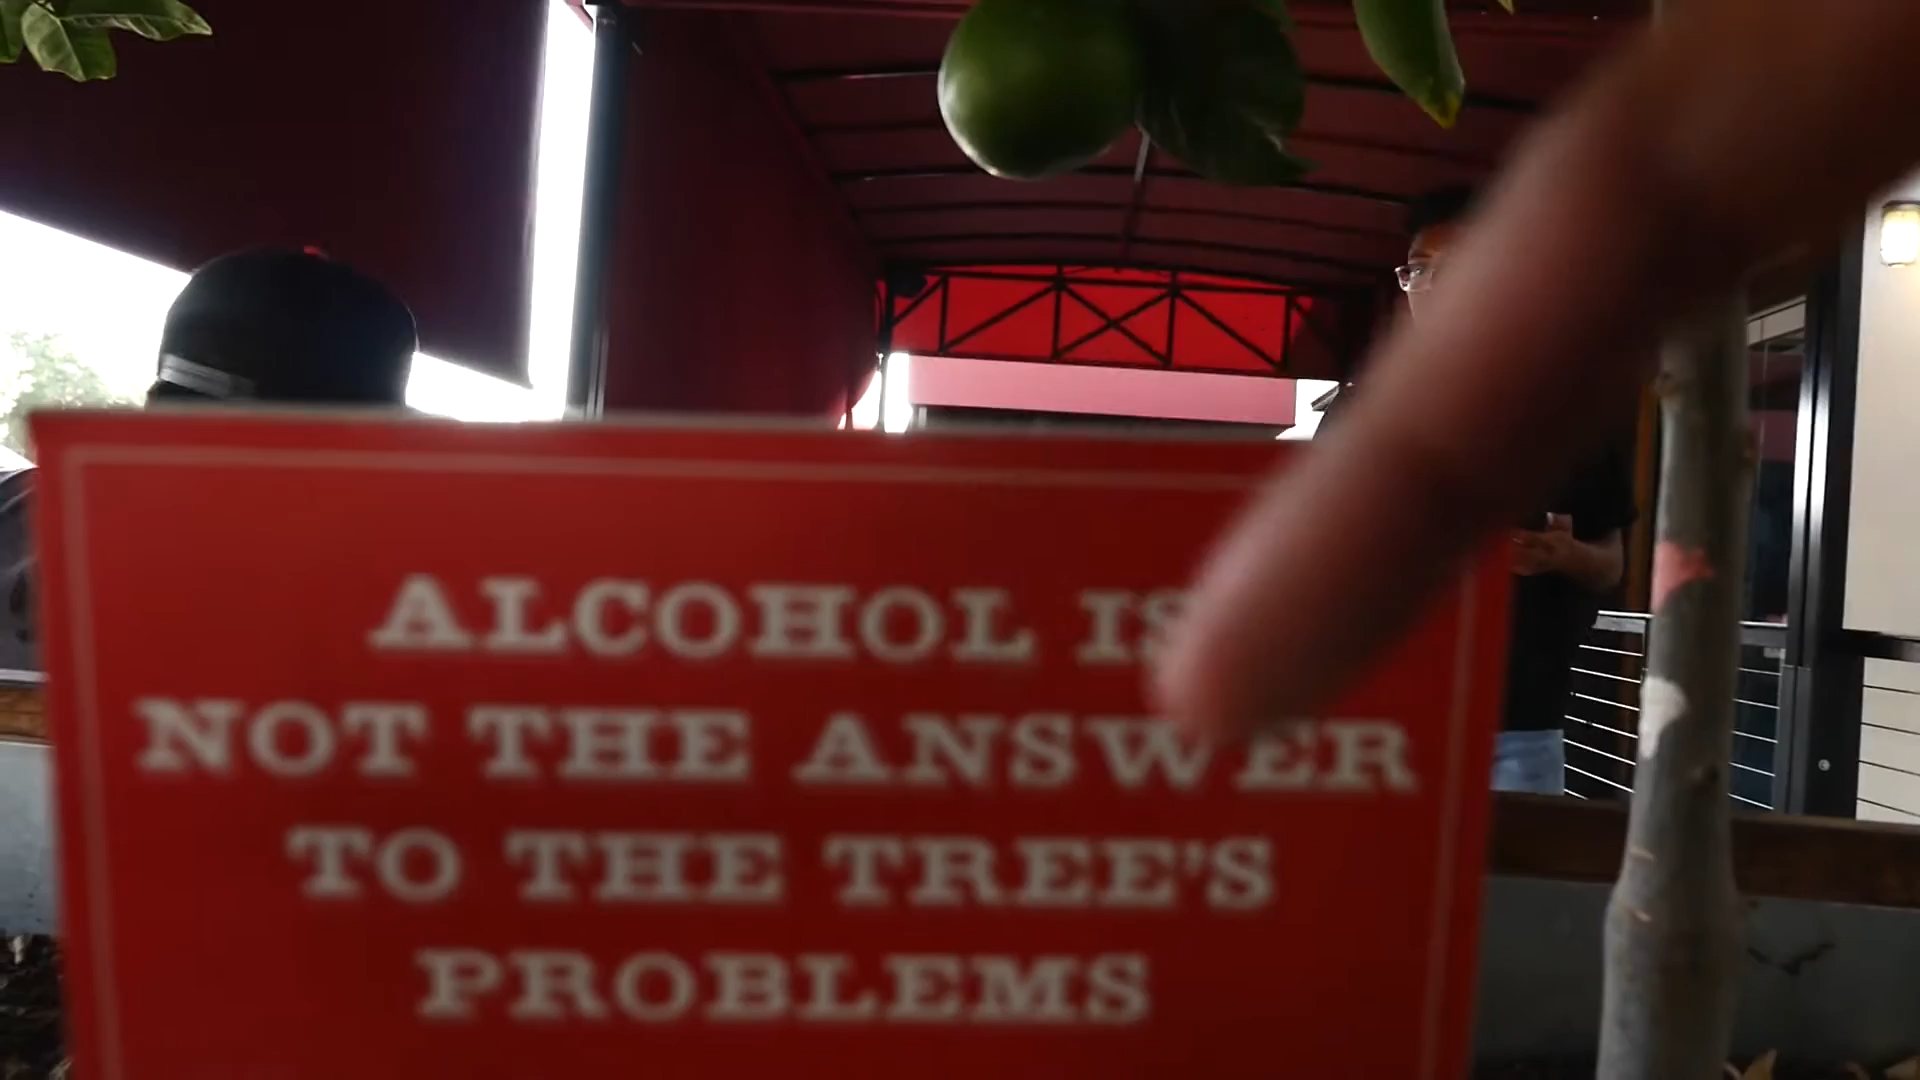 ALCOHOL IS
NOT THE ANSWER
TO THE TREE'S
PROBLEMS